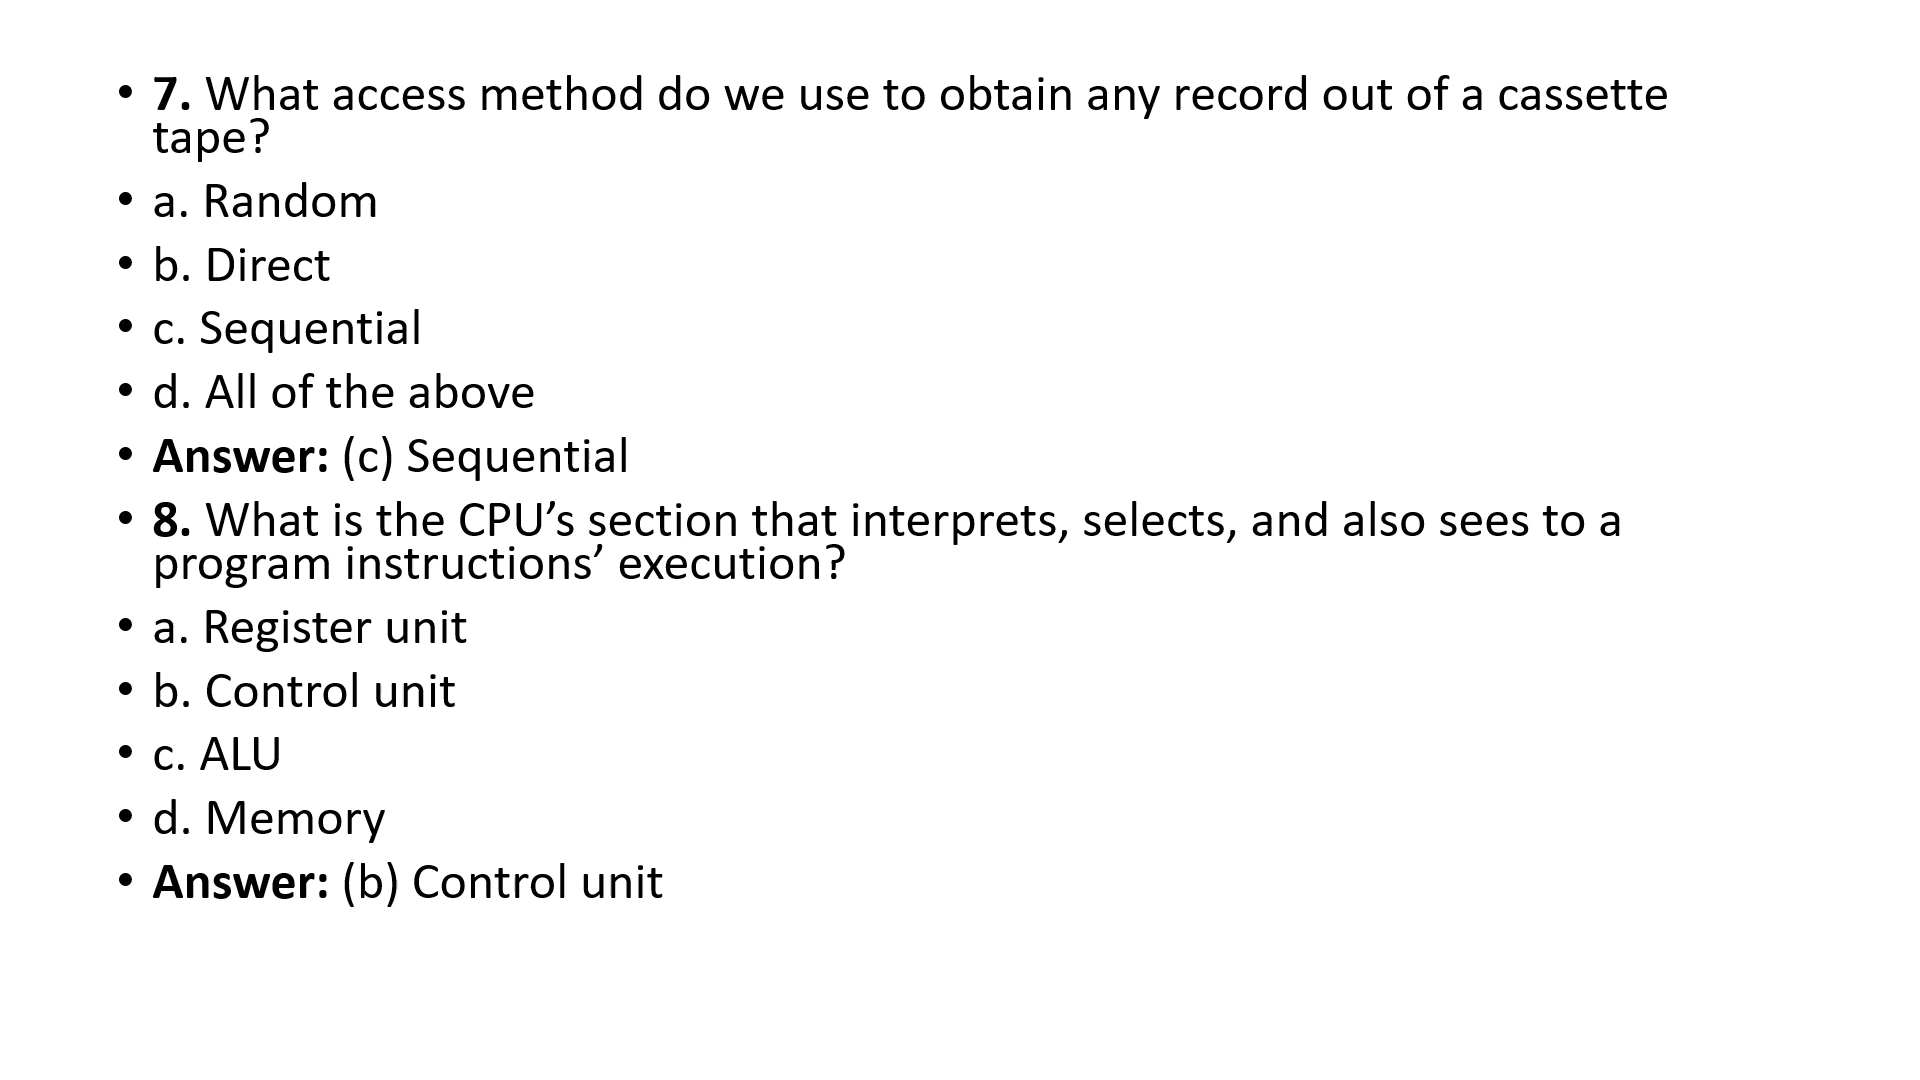 • 7. What access method do we use to obtain any record out of a cassette
tape?
• a. Random
• b. Direct
• c. Sequential
• d. All of the above
• Answer: (c) Sequential
• 8. What is the CPU’s section that interprets, selects, and also sees to a
program instructions’ execution?
• a. Register unit
• b. Control unit
• c. ALU
• d. Memory
• Answer: (b) Control unit